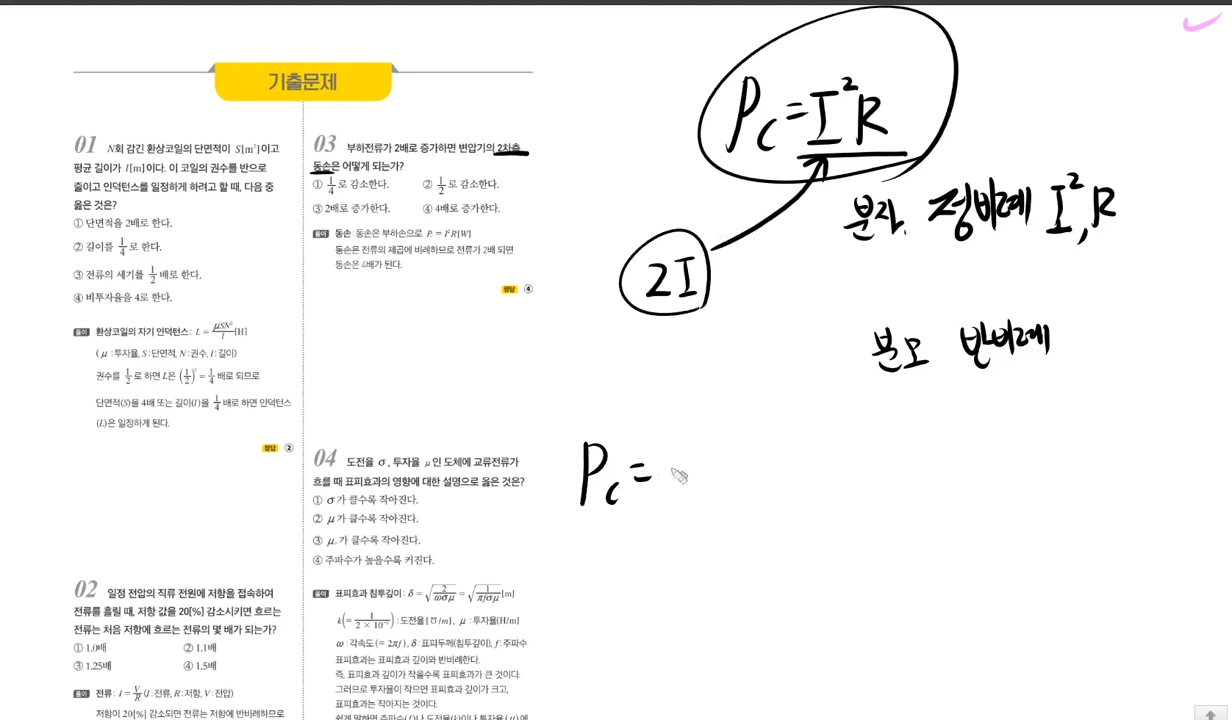 기출문제
01 N회 감긴 환상코일의 단면적이 S[m²]이고
평균 길이가 l[m]이다. 이 코일의 권수를 반으로
줄이고 인덕턴스를 일정하게 하려고 할 때, 다음 중
옳은 것은?
① 단면적을 2배로 한다.
② 길이를 1/4로 한다.
③ 전류의 세기를 1/2배로 한다.
④ 비투자율을 4로 한다.
풀이 환상코일의 자기 인덕턴스 : L = μSN²/l [H]
( μ : 투자율, S : 단면적, N : 권수, l : 길이)
권수를 1/2로 하면 L은 (1/2)² = 1/4 배로 되므로
단면적(S)을 4배 또는 길이(l)을 1/4 배로 하면 인덕턴스
(L)은 일정하게 된다.
정답 ②
02 일정 전압의 직류 전원에 저항을 접속하여
전류를 흘릴 때, 저항 값을 20[%] 감소시키면 흐르는
전류는 처음 저항에 흐르는 전류의 몇 배가 되는가?
① 1.0배 ② 1.1배
③ 1.25배 ④ 1.5배
풀이 전류 : I = V/R (I : 전류, R : 저항, V : 전압)
저항이 20[%] 감소되면 전류는 저항에 반비례하므로
03 부하전류가 2배로 증가하면 변압기의 2차측
동손은 어떻게 되는가?
① 1/4로 감소한다. ② 1/2로 감소한다.
③ 2배로 증가한다. ④ 4배로 증가한다.
풀이 동손 : 동손은 부하손으로 Pc = I²R[W]
동손은 전류의 제곱에 비례하므로 전류가 2배 되면
동손은 4배가 된다.
정답 ④
04 도전율 σ, 투자율 μ인 도체에 교류전류가
흐를 때 표피효과의 영향에 대한 설명으로 옳은 것은?
① σ가 클수록 작아진다.
② μ가 클수록 작아진다.
③ μ가 클수록 작아진다.
④ 주파수가 높을수록 커진다.
풀이 표피효과 침투깊이 : δ = √(2/ωσμ) = √(1/πfσμ) [m]
: 도전율 [℧/m], μ : 투자율[H/m]
ω : 각속도(= 2πf), δ : 표피두께(침투깊이), f : 주파수
표피효과는 표피효과 깊이와 반비례한다.
즉, 표피효과 깊이가 작을수록 표피효과가 큰 것이다.
그러므로 투자율이 작으면 표피효과 깊이가 크고,
표피효과는 작아지는 것이다.
Pc = I²R
분자. 정비례 I², R
2I
분모 반비례
Pc =